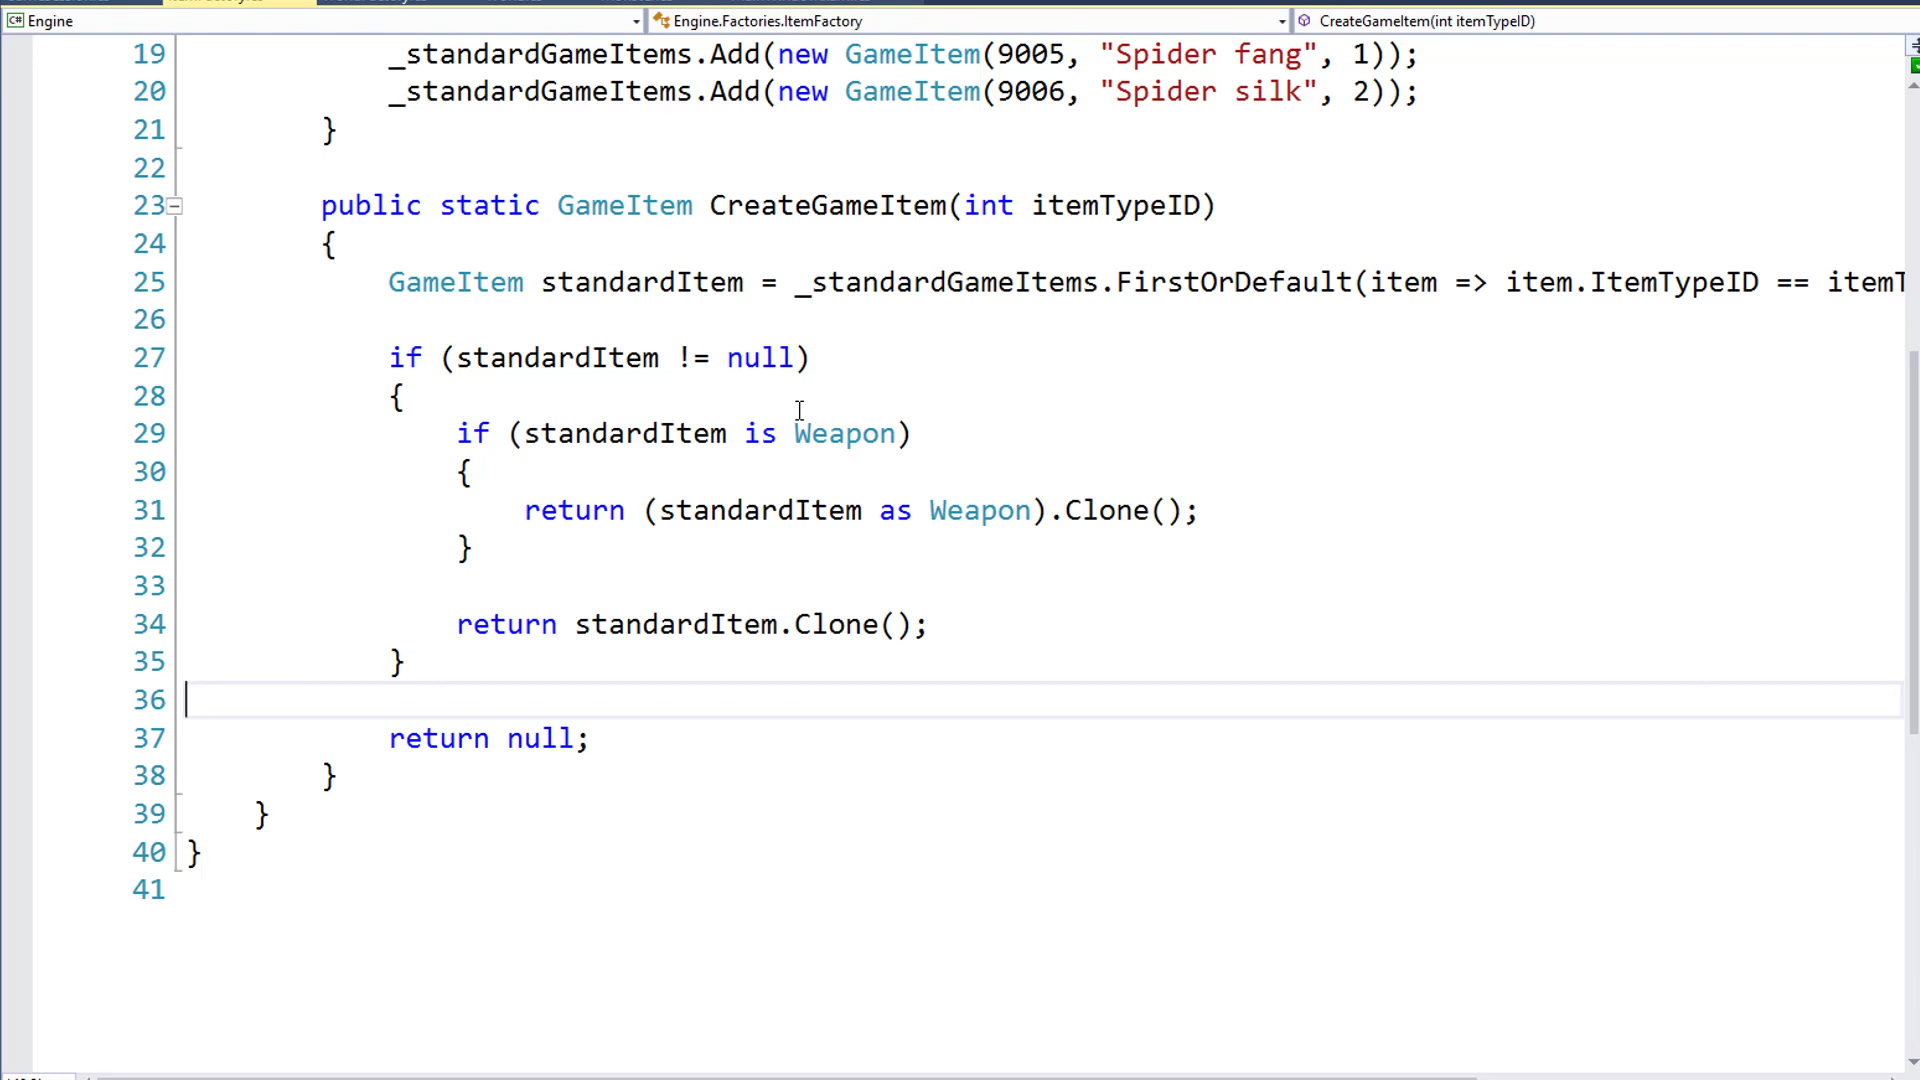 Engine
Engine.Factories.ItemFactory
CreateGameItem(int itemTypeID)
19 _standardGameItems.Add(new GameItem(9005, "Spider fang", 1));
20 _standardGameItems.Add(new GameItem(9006, "Spider silk", 2));
21 }
22
23 public static GameItem CreateGameItem(int itemTypeID)
24 {
25 GameItem standardItem = _standardGameItems.FirstOrDefault(item => item.ItemTypeID == itemT
26
27 if (standardItem != null)
28 {
29 if (standardItem is Weapon)
30 {
31 return (standardItem as Weapon).Clone();
32 }
33
34 return standardItem.Clone();
35 }
36
37 return null;
38 }
39 }
40 }
41